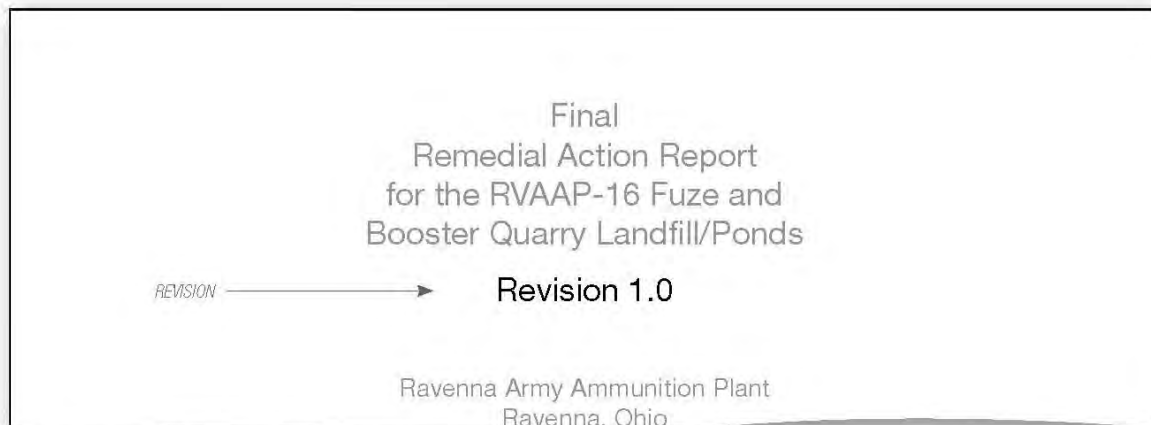 Final
Remedial Action Report
for the RVAAP-16 Fuze and
Booster Quarry Landfill/Ponds
REVISION Revision 1.0
Ravenna Army Ammunition Plant
Ravenna, Ohio